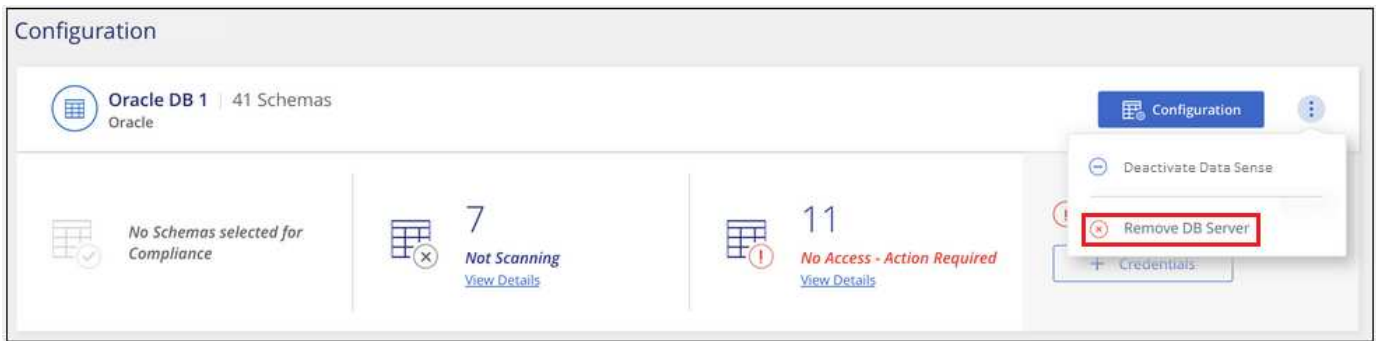 Configuration
Oracle DB 1 | 41 Schemas
Oracle
Configuration
Deactivate Data Sense
Remove DB Server
No Schemas selected for
Compliance
7
Not Scanning
View Details
11
No Access - Action Required
View Details
+ Credentials